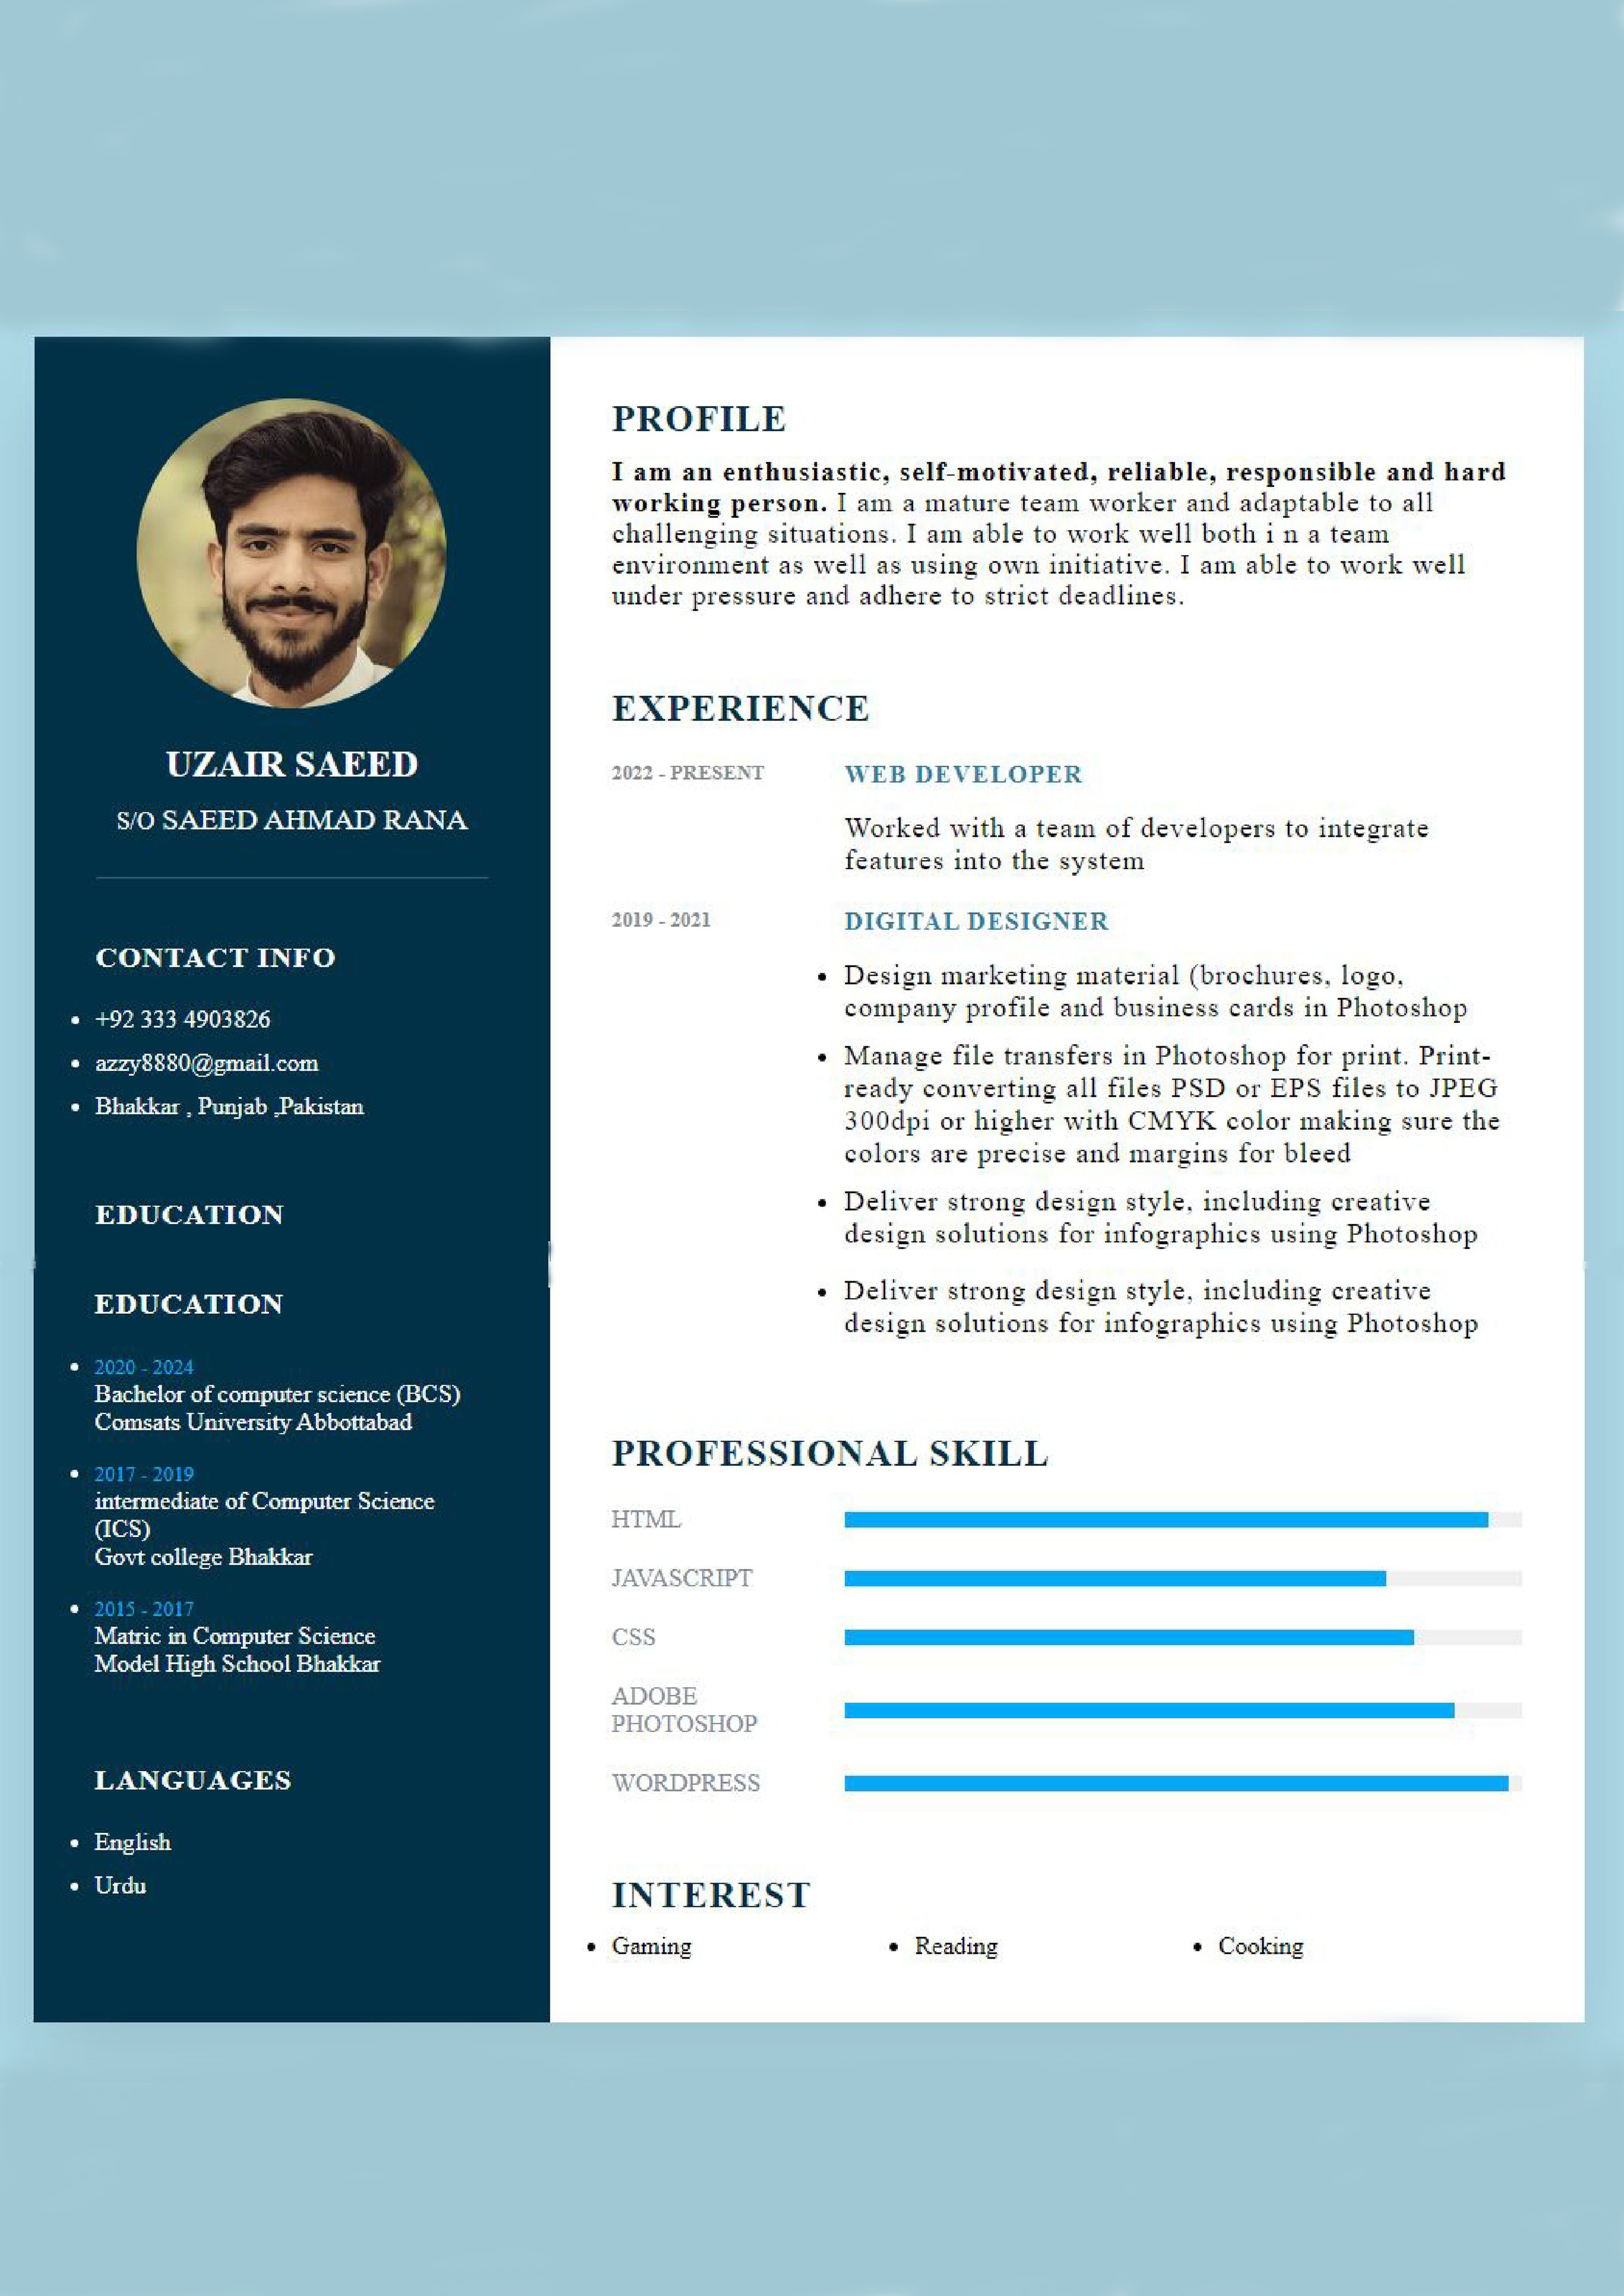 UZAIR SAEED
S/O SAEED AHMAD RANA
CONTACT INFO
+92 333 4903826
azzy8880@gmail.com
Bhakkar , Punjab ,Pakistan
EDUCATION
EDUCATION
2020 - 2024
Bachelor of computer science (BCS)
Comsats University Abbottabad
2017 - 2019
intermediate of Computer Science
(ICS)
Govt college Bhakkar
2015 - 2017
Matric in Computer Science
Model High School Bhakkar
LANGUAGES
English
Urdu
PROFILE
I am an enthusiastic, self-motivated, reliable, responsible and hard
working person. I am a mature team worker and adaptable to all
challenging situations. I am able to work well both i n a team
environment as well as using own initiative. I am able to work well
under pressure and adhere to strict deadlines.
EXPERIENCE
2022 - PRESENT
WEB DEVELOPER
Worked with a team of developers to integrate
features into the system
2019 - 2021
DIGITAL DESIGNER
Design marketing material (brochures, logo,
company profile and business cards in Photoshop
Manage file transfers in Photoshop for print. Print-
ready converting all files PSD or EPS files to JPEG
300dpi or higher with CMYK color making sure the
colors are precise and margins for bleed
Deliver strong design style, including creative
design solutions for infographics using Photoshop
Deliver strong design style, including creative
design solutions for infographics using Photoshop
PROFESSIONAL SKILL
HTML
JAVASCRIPT
CSS
ADOBE
PHOTOSHOP
WORDPRESS
INTEREST
Gaming
Reading
Cooking